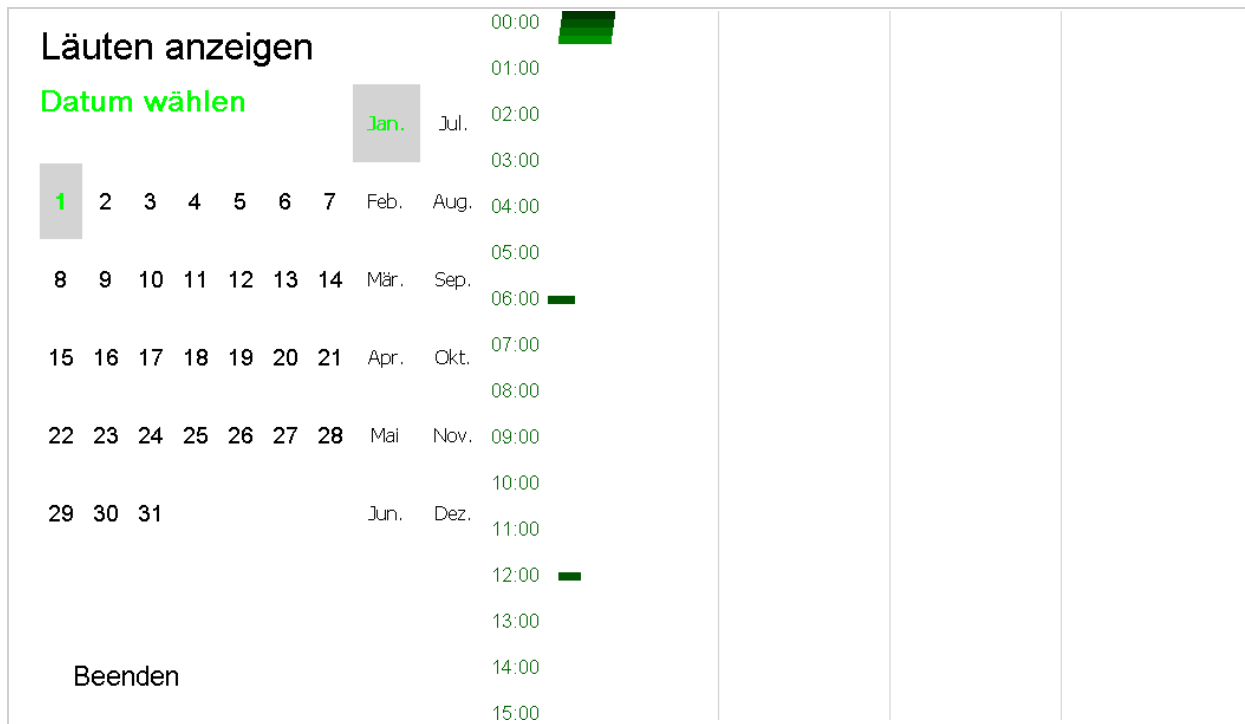 Läuten anzeigen
Datum wählen
Jan. Jul.
1 2 3 4 5 6 7 Feb. Aug.
8 9 10 11 12 13 14 Mär. Sep.
15 16 17 18 19 20 21 Apr. Okt.
22 23 24 25 26 27 28 Mai Nov.
29 30 31 Jun. Dez.
Beenden
00:00
01:00
02:00
03:00
04:00
05:00
06:00
07:00
08:00
09:00
10:00
11:00
12:00
13:00
14:00
15:00